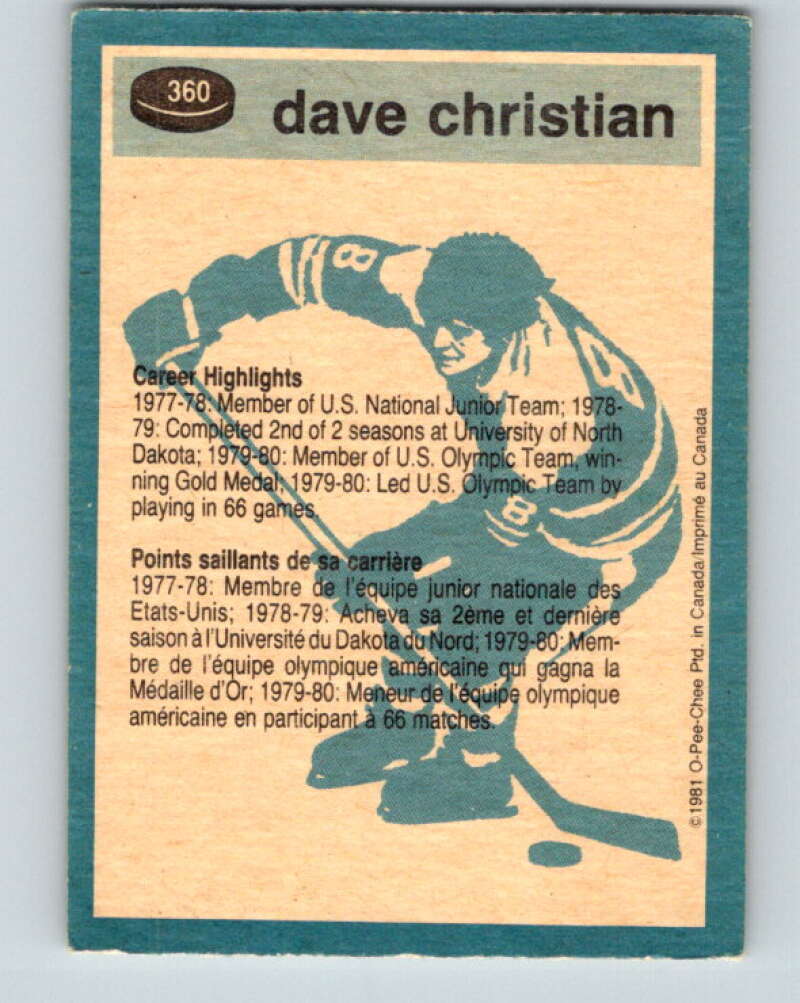 360
dave christian
8
8
8
Career Highlights
1977-78: Member of U.S. National Junior Team; 1978-
79: Completed 2nd of 2 seasons at University of North
Dakota; 1979-80: Member of U.S. Olympic Team, win-
ning Gold Medal; 1979-80: Led U.S. Olympic Team by
playing in 66 games.
Points saillants de sa carrière
1977-78: Membre de l'équipe junior nationale des
Etats-Unis; 1978-79: Acheva sa 2ème et dernière
saison à l'Université du Dakota du Nord; 1979-80: Mem-
bre de l'équipe olympique américaine qui gagna la
Médaille d'Or; 1979-80: Meneur de l'équipe olympique
américaine en participant à 66 matches.
©1981 O-Pee-Chee Ptd. in Canada/Imprimé au Canada